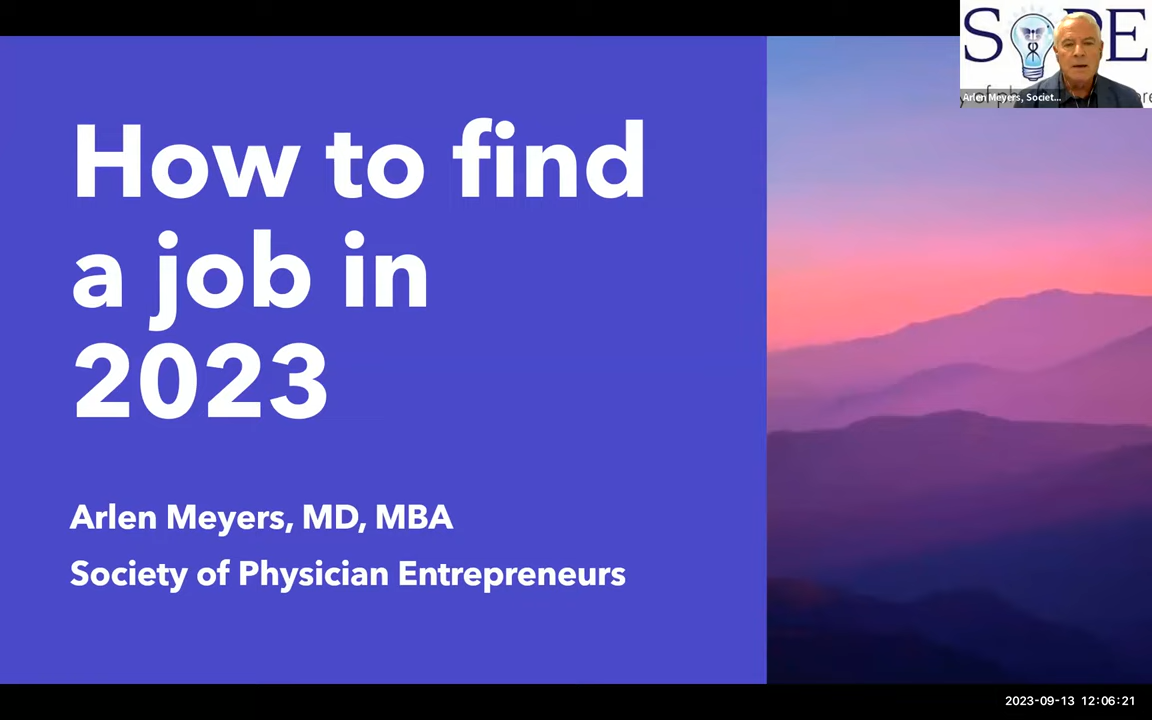 How to find
a job in
2023
Arlen Meyers, MD, MBA
Society of Physician Entrepreneurs
S PE
Arlen Meyers, Societ...
2023-09-13 12:06:21